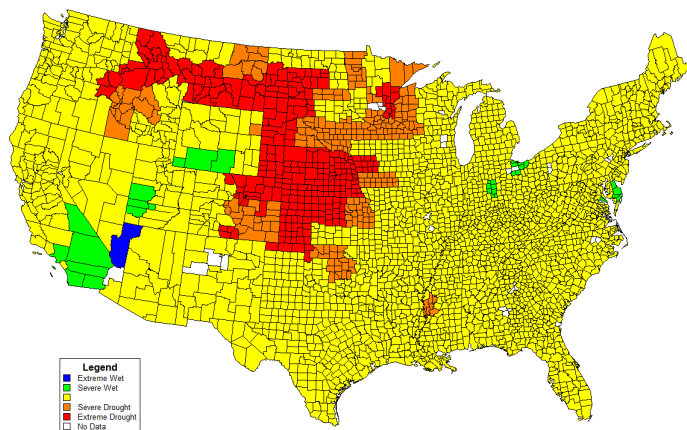 Legend
Extreme Wet
Severe Wet
Severe Drought
Extreme Drought
No Data